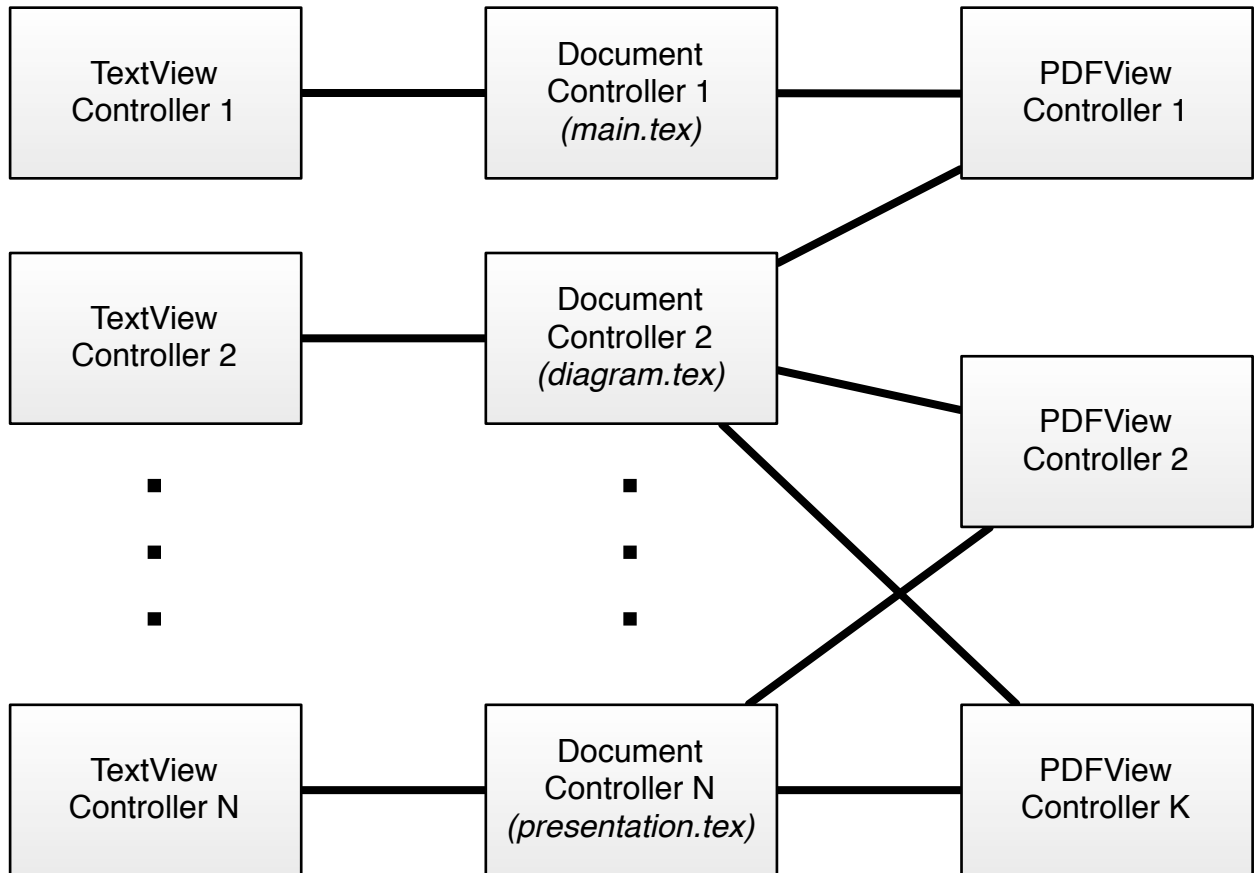 TextView
Controller 1
Document
Controller 1
(main.tex)
PDFView
Controller 1
TextView
Controller 2
Document
Controller 2
(diagram.tex)
PDFView
Controller 2
TextView
Controller N
Document
Controller N
(presentation.tex)
PDFView
Controller K